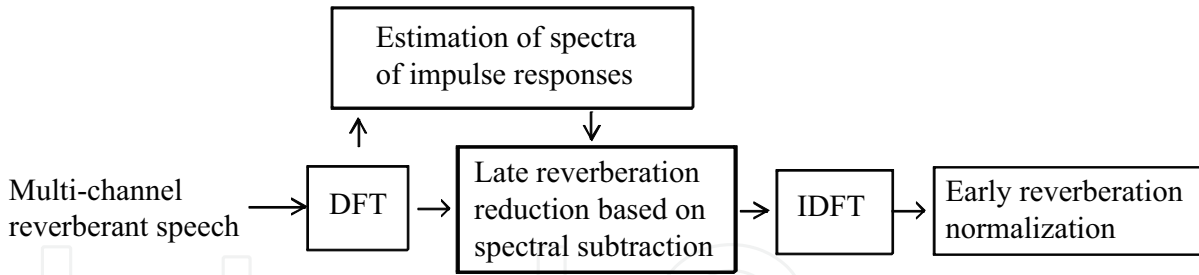 Estimation of spectra
of impulse responses
Multi-channel
reverberant speech
DFT
Late reverberation
reduction based on
spectral subtraction
IDFT
Early reverberation
normalization